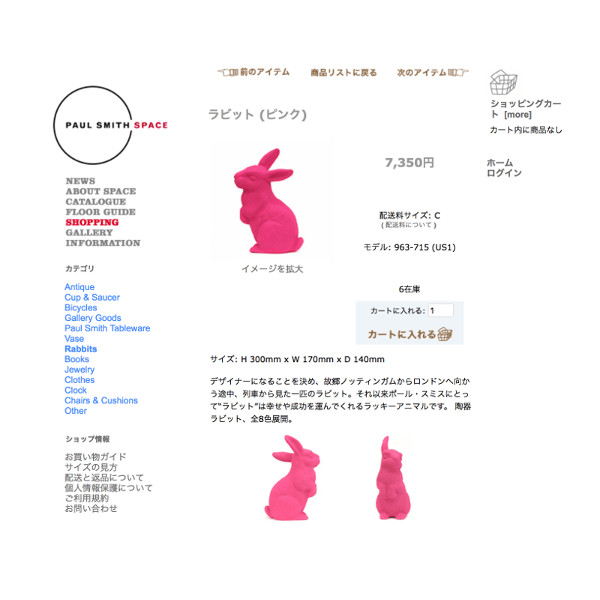 前のアイテム
商品リストに戻る
次のアイテム
ショッピングカー
ト [more]
カート内に商品なし
ホーム
ログイン
PAUL SMITH SPACE
NEWS
ABOUT SPACE
CATALOGUE
FLOOR GUIDE
SHOPPING
GALLERY
INFORMATION
カテゴリ
Antique
Cup & Saucer
Bicycles
Gallery Goods
Paul Smith Tableware
Vase
Rabbits
Books
Jewelry
Clothes
Clock
Chairs & Cushions
Other
ショップ情報
お買い物ガイド
サイズの見方
配送と返品について
個人情報保護について
ご利用規約
お問い合わせ
ラビット (ピンク)
イメージを拡大
7,350円
配送料サイズ: C
( 配送料について )
モデル: 963-715 (US1)
6在庫
カートに入れる: 1
カートに入れる
サイズ: H 300mm x W 170mm x D 140mm
デザイナーになることを決め、故郷ノッティンガムからロンドンへ向か
う途中、列車から見た一匹のラビット。それ以来ポール・スミスにとっ
て“ラビット”は幸せや成功を運んでくれるラッキーアニマルです。 陶器
ラビット、全8色展開。